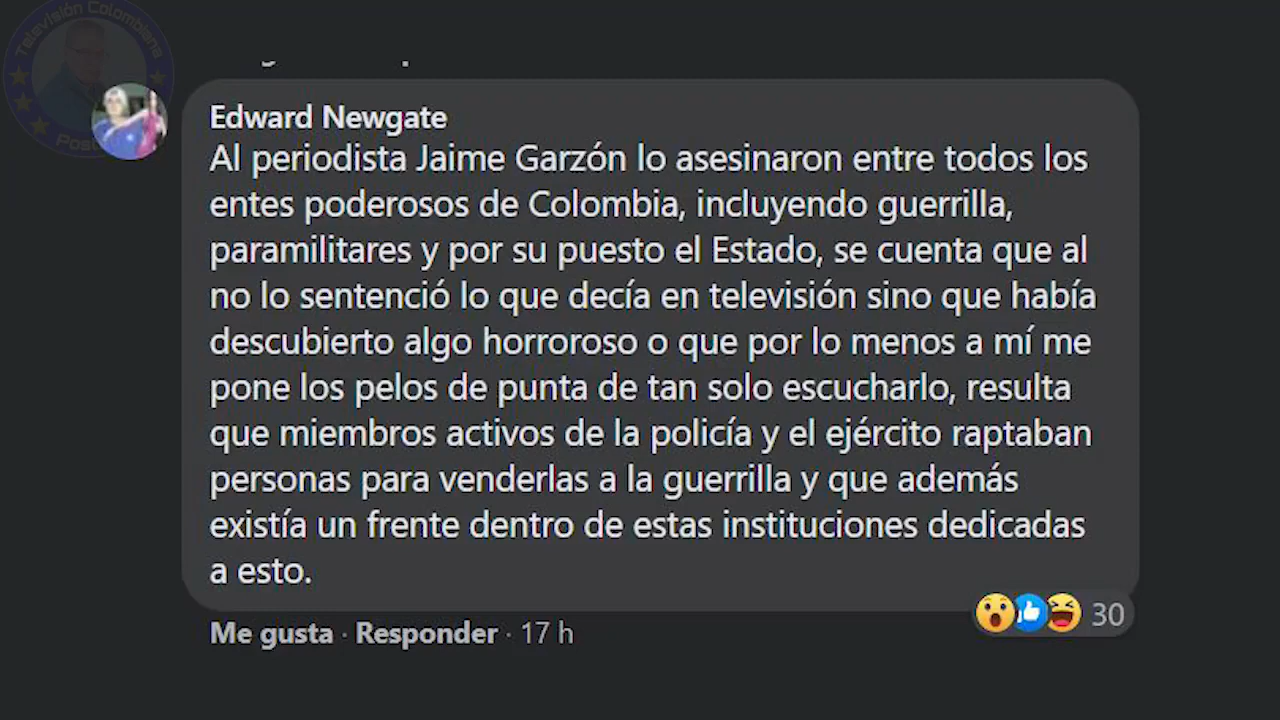 Televisión Colombiana
Edward Newgate
Al periodista Jaime Garzón lo asesinaron entre todos los
entes poderosos de Colombia, incluyendo guerrilla,
paramilitares y por su puesto el Estado, se cuenta que al
no lo sentenció lo que decía en televisión sino que había
descubierto algo horroroso o que por lo menos a mí me
pone los pelos de punta de tan solo escucharlo, resulta
que miembros activos de la policía y el ejército raptaban
personas para venderlas a la guerrilla y que además
existía un frente dentro de estas instituciones dedicadas
a esto.
30
Me gusta · Responder · 17 h